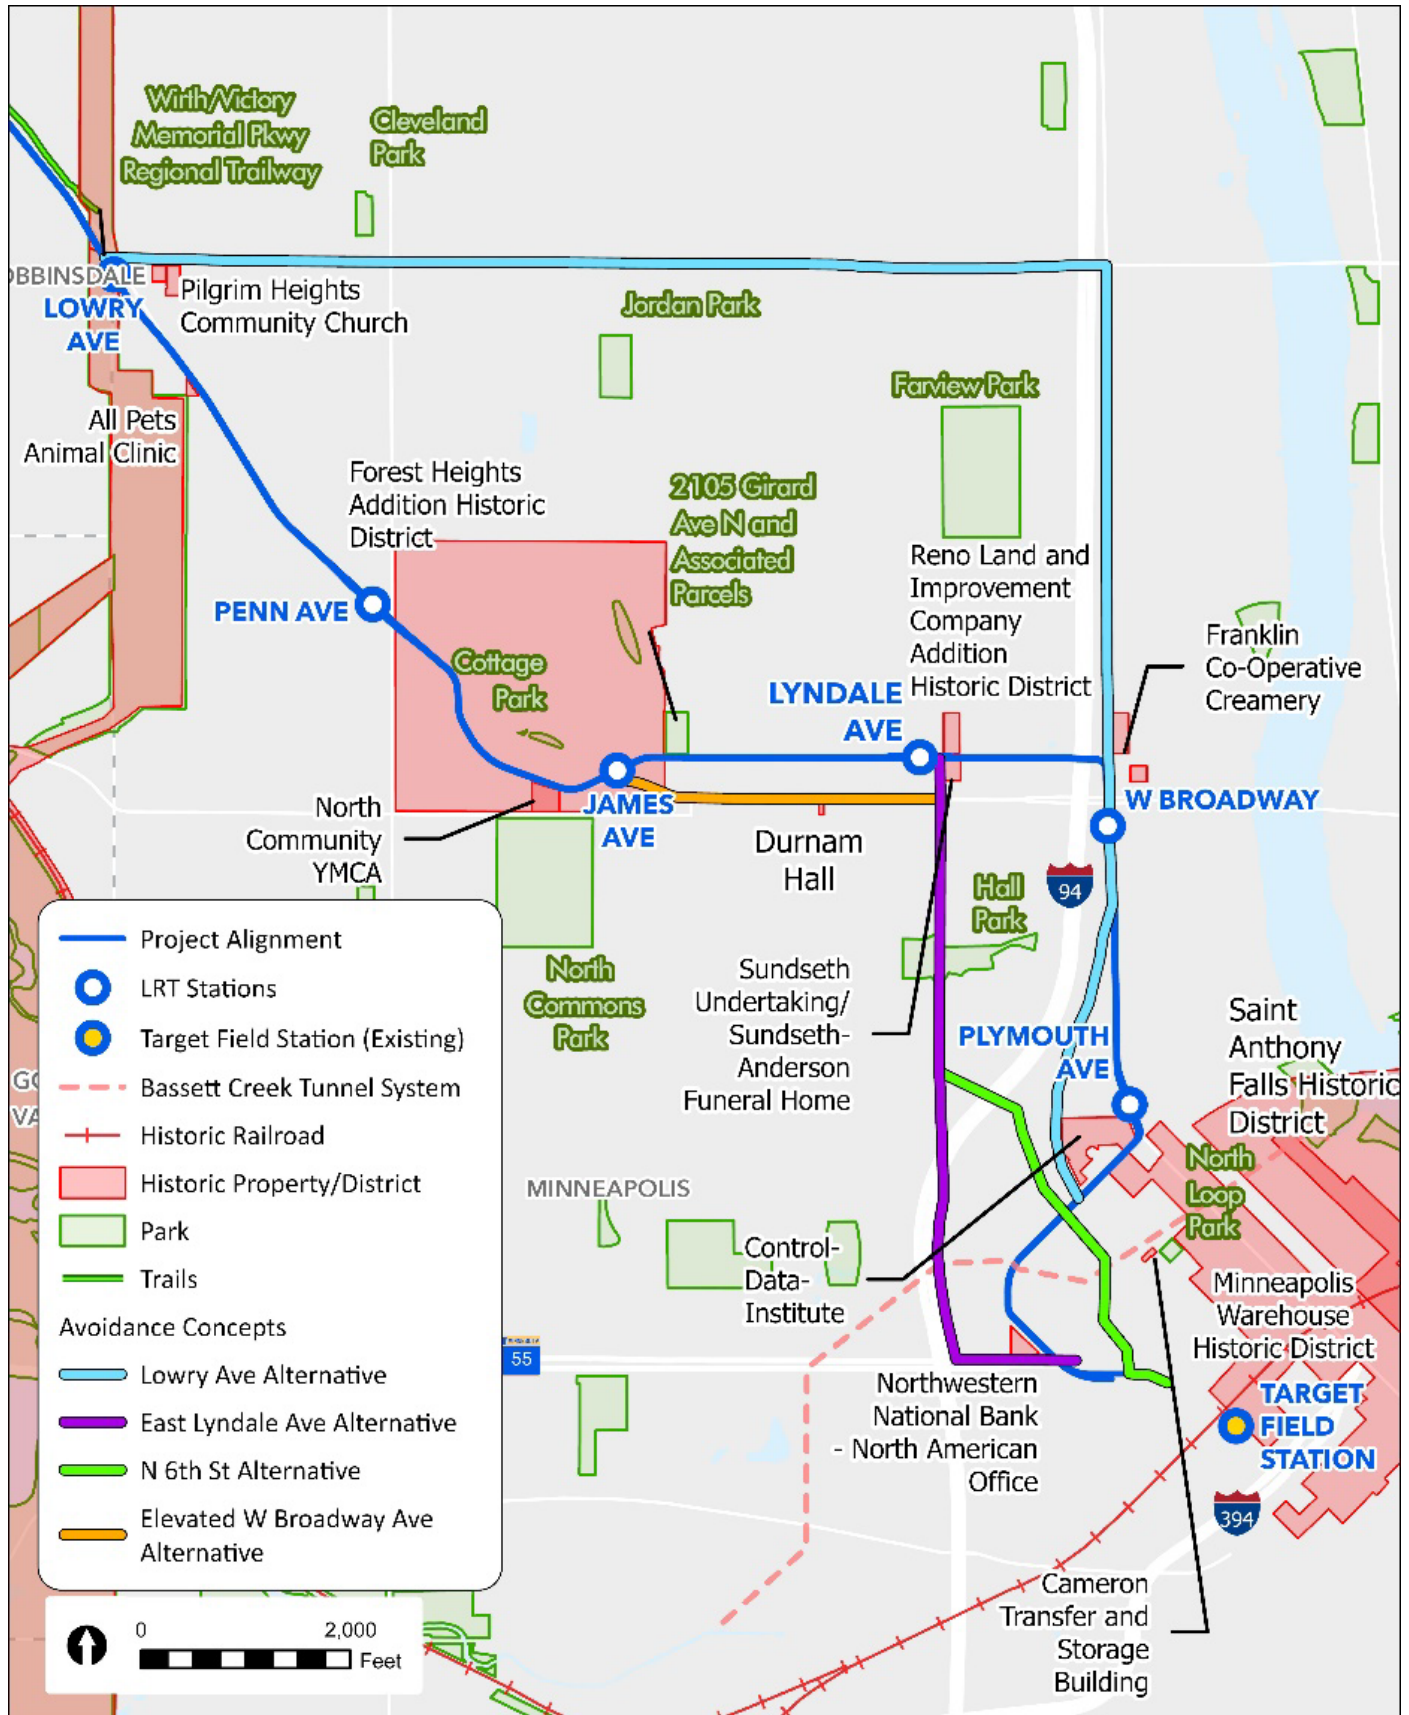 Wirth/Victory
Memorial Pkwy
Regional Trailway
Cleveland
Park
OBBINSDALE
LOWRY
AVE
Pilgrim Heights
Community Church
Jordan Park
Farview Park
All Pets
Animal Clinic
Forest Heights
Addition Historic
District
2105 Girard
Ave N and
Associated
Parcels
Reno Land and
Improvement
Company
Addition
Historic District
PENN AVE
Cottage
Park
LYNDALE
AVE
Franklin
Co-Operative
Creamery
North
Community
YMCA
JAMES
AVE
Durnam
Hall
W BROADWAY
94
Hall
Park
North
Commons
Park
Sundseth
Undertaking/
Sundseth-
Anderson
Funeral Home
PLYMOUTH
AVE
Saint
Anthony
Falls Historic
District
North
Loop
Park
MINNEAPOLIS
Control-
Data-
Institute
Minneapolis
Warehouse
Historic District
55
Northwestern
National Bank
- North American
Office
TARGET
FIELD
STATION
394
Cameron
Transfer and
Storage
Building
GO
VA
Project Alignment
LRT Stations
Target Field Station (Existing)
Bassett Creek Tunnel System
Historic Railroad
Historic Property/District
Park
Trails
Avoidance Concepts
Lowry Ave Alternative
East Lyndale Ave Alternative
N 6th St Alternative
Elevated W Broadway Ave
Alternative
0 2,000
Feet